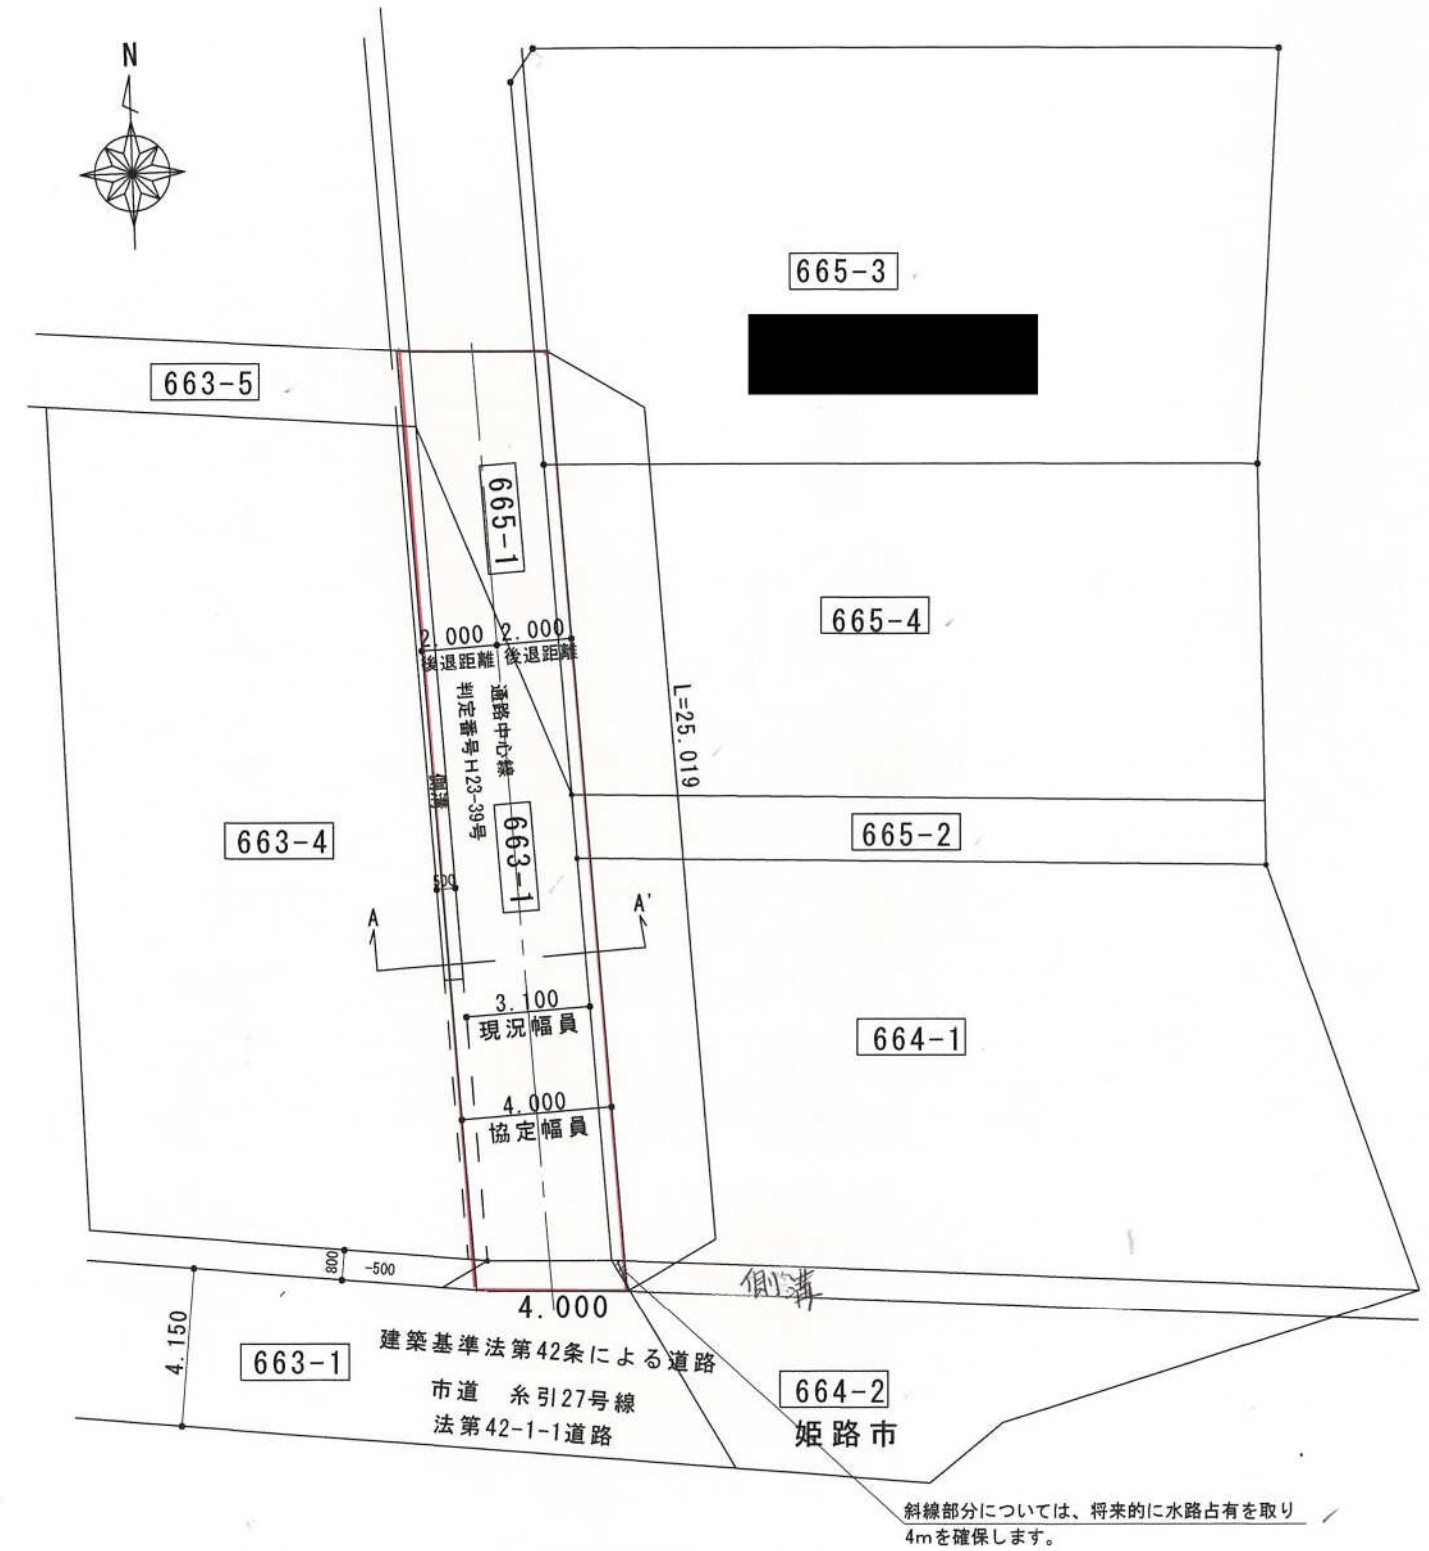 N
665-3
663-5
665-1
2.000
2.000
後退距離
後退距離
665-4
通路中心線
判定番号H23-39号
L=25.019
側溝
663-4
663-1
665-2
500
A
A'
3.100
現況幅員
664-1
4.000
協定幅員
800
-500
側溝
4.000
4.150
建築基準法第42条による道路
663-1
市道 糸引27号線
法第42-1-1道路
664-2
姫路市
斜線部分については、将来的に水路占有を取り
4mを確保します。